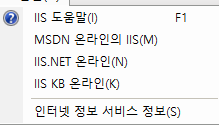 IIS 도움말(I) F1
MSDN 온라인의 IIS(M)
IIS.NET 온라인(N)
IIS KB 온라인(K)
인터넷 정보 서비스 정보(S)